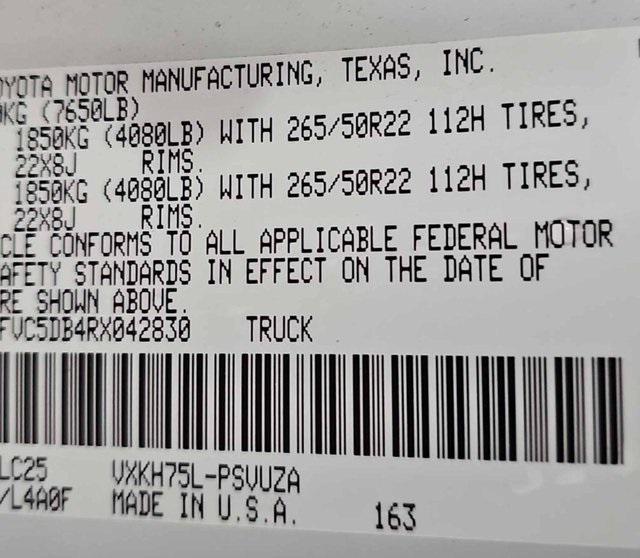 OYOTA MOTOR MANUFACTURING, TEXAS, INC.
0KG (7650LB)
1850KG (4080LB) WITH 265/50R22 112H TIRES,
22X8J RIMS.
1850KG (4080LB) WITH 265/50R22 112H TIRES,
22X8J RIMS.
CLE CONFORMS TO ALL APPLICABLE FEDERAL MOTOR
AFETY STANDARDS IN EFFECT ON THE DATE OF
RE SHOWN ABOVE.
FVC5DB4RX042830 TRUCK
LC25 VXKH75L-PSVUZA
/L4A0F MADE IN U.S.A. 163